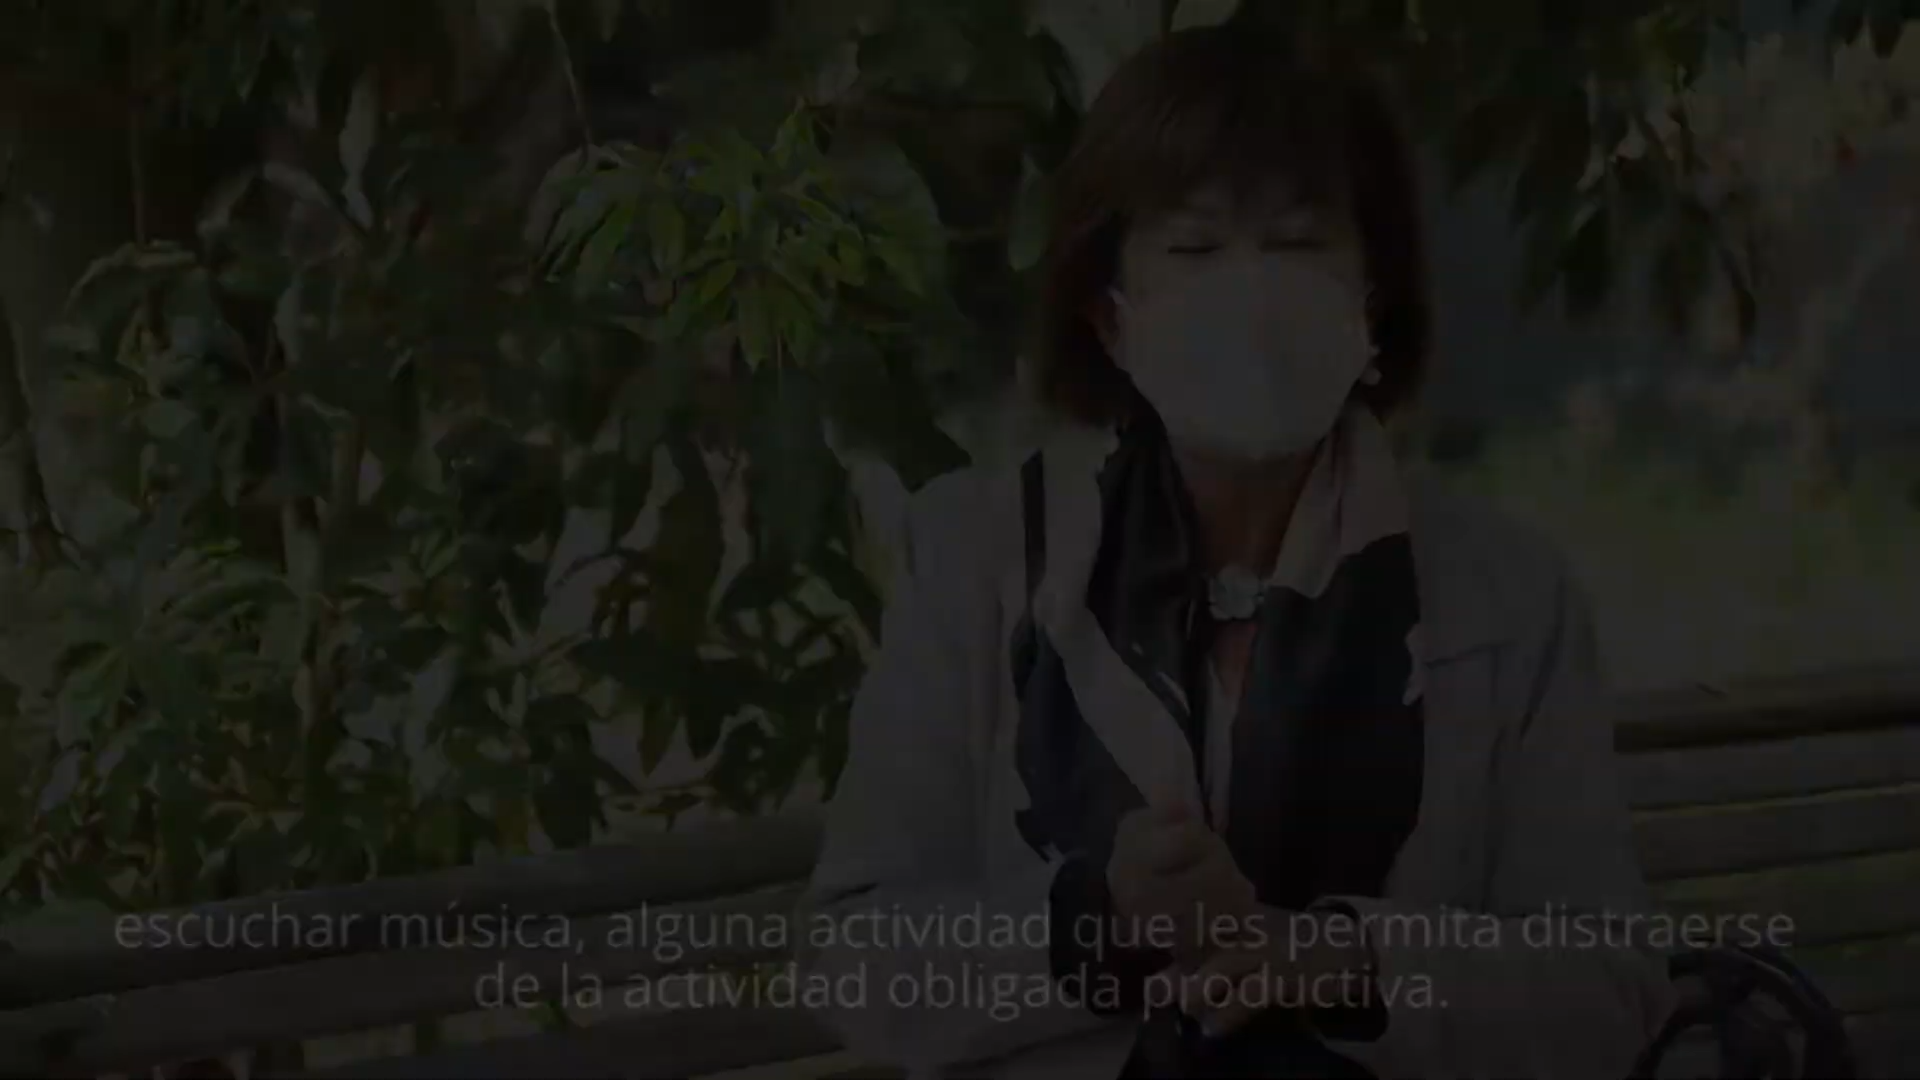 escuchar música, alguna actividad que les permita distraerse
de la actividad obligada productiva.